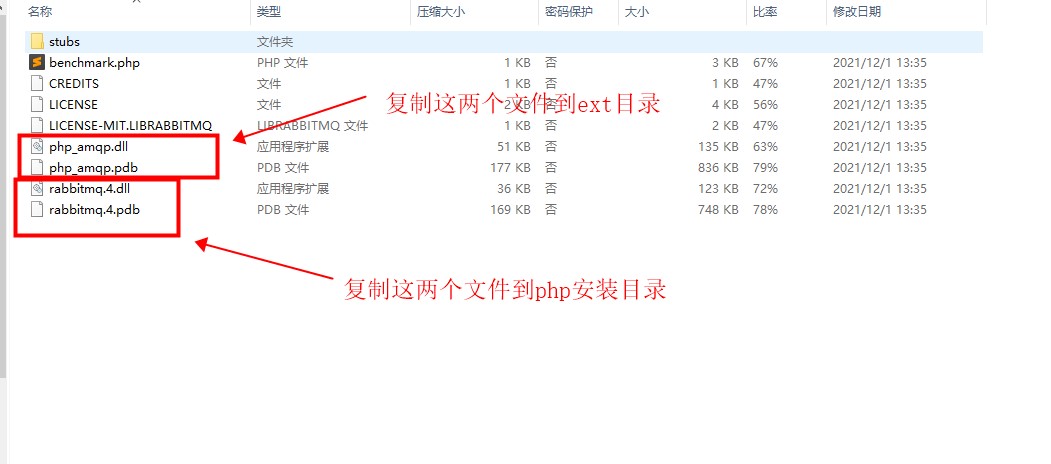 名称 类型 压缩大小 密码保护 大小 比率 修改日期
stubs 文件夹
benchmark.php PHP 文件 1 KB 否 3 KB 67% 2021/12/1 13:35
CREDITS 文件 1 KB 否 1 KB 47% 2021/12/1 13:35
复制这两个文件到ext目录
LICENSE 文件 2 KB 否 4 KB 56% 2021/12/1 13:35
LICENSE-MIT.LIBRABBITMQ LIBRABBITMQ 文件 1 KB 否 2 KB 47% 2021/12/1 13:35
php_amqp.dll 应用程序扩展 51 KB 否 135 KB 63% 2021/12/1 13:35
php_amqp.pdb PDB 文件 177 KB 否 836 KB 79% 2021/12/1 13:35
rabbitmq.4.dll 应用程序扩展 36 KB 否 123 KB 72% 2021/12/1 13:35
rabbitmq.4.pdb PDB 文件 169 KB 否 748 KB 78% 2021/12/1 13:35
复制这两个文件到php安装目录